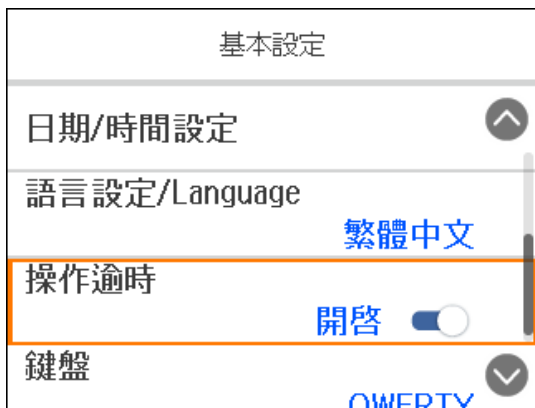 基本設定
日期/時間設定
語言設定/Language
繁體中文
操作逾時
開啓
鍵盤
QWERTY